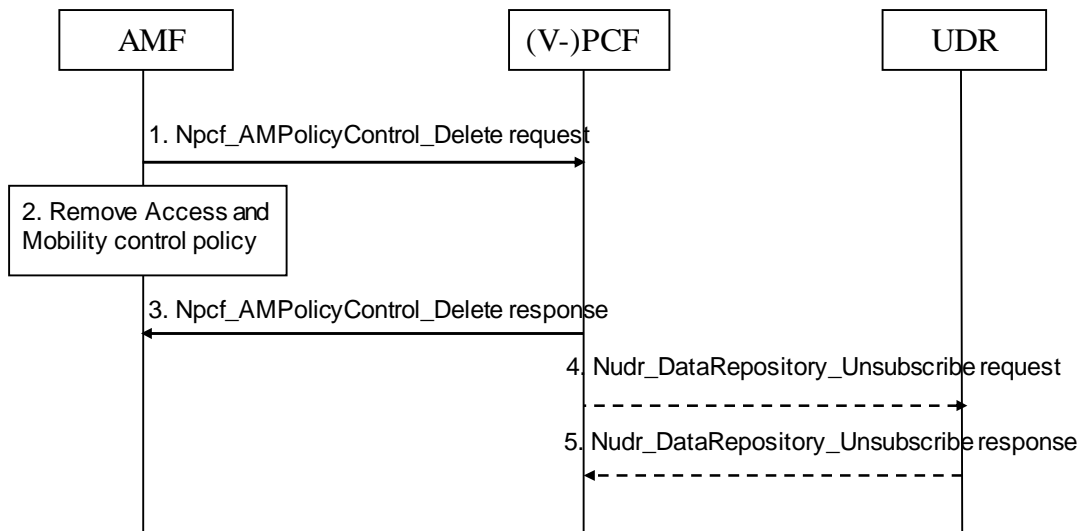 AMF
(V-)PCF
UDR
1. Npcf_AMPolicyControl_Delete request
2. Remove Access and
Mobility control policy
3. Npcf_AMPolicyControl_Delete response
4. Nudr_DataRepository_Unsubscribe request
5. Nudr_DataRepository_Unsubscribe response